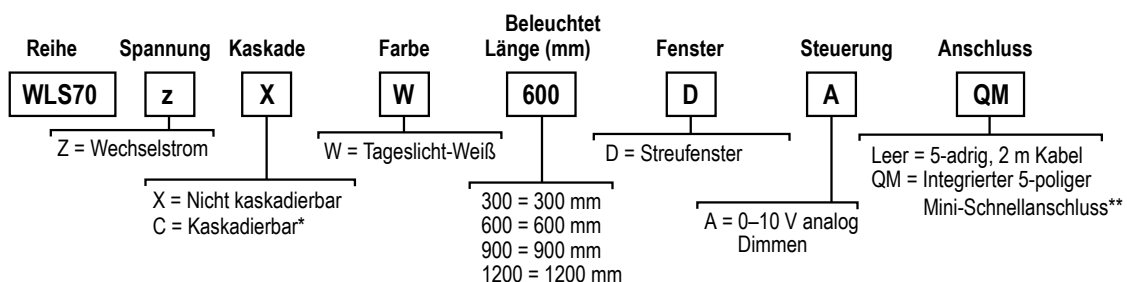 Beleuchtet
Reihe Spannung Kaskade Farbe Länge (mm) Fenster Steuerung Anschluss
WLS70 z X W 600 D A QM
Z = Wechselstrom
W = Tageslicht-Weiß
D = Streufenster
Leer = 5-adrig, 2 m Kabel
QM = Integrierter 5-poliger
Mini-Schnellanschluss**
X = Nicht kaskadierbar
C = Kaskadierbar*
300 = 300 mm
600 = 600 mm
900 = 900 mm
1200 = 1200 mm
A = 0–10 V analog
Dimmen